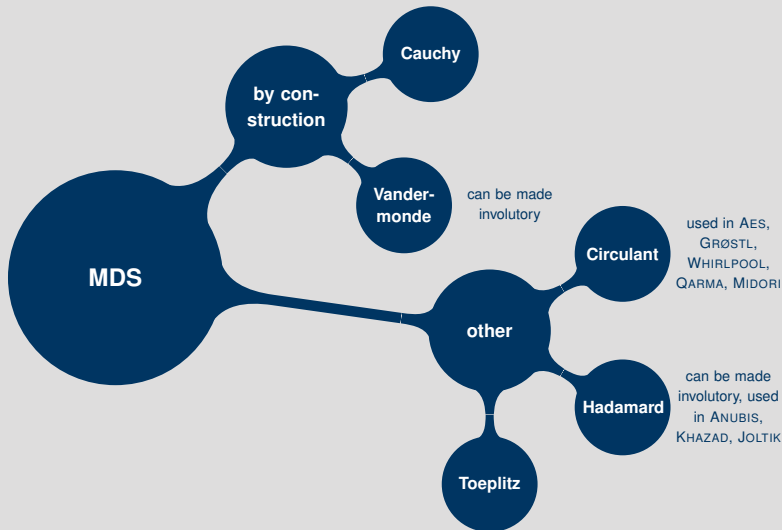 Cauchy
by con-
struction
Vander-
monde
can be made
involutory
MDS
Circulant
used in AES,
GRØSTL,
WHIRLPOOL,
QARMA, MIDORI
other
Hadamard
can be made
involutory, used
in ANUBIS,
KHAZAD, JOLTIK
Toeplitz